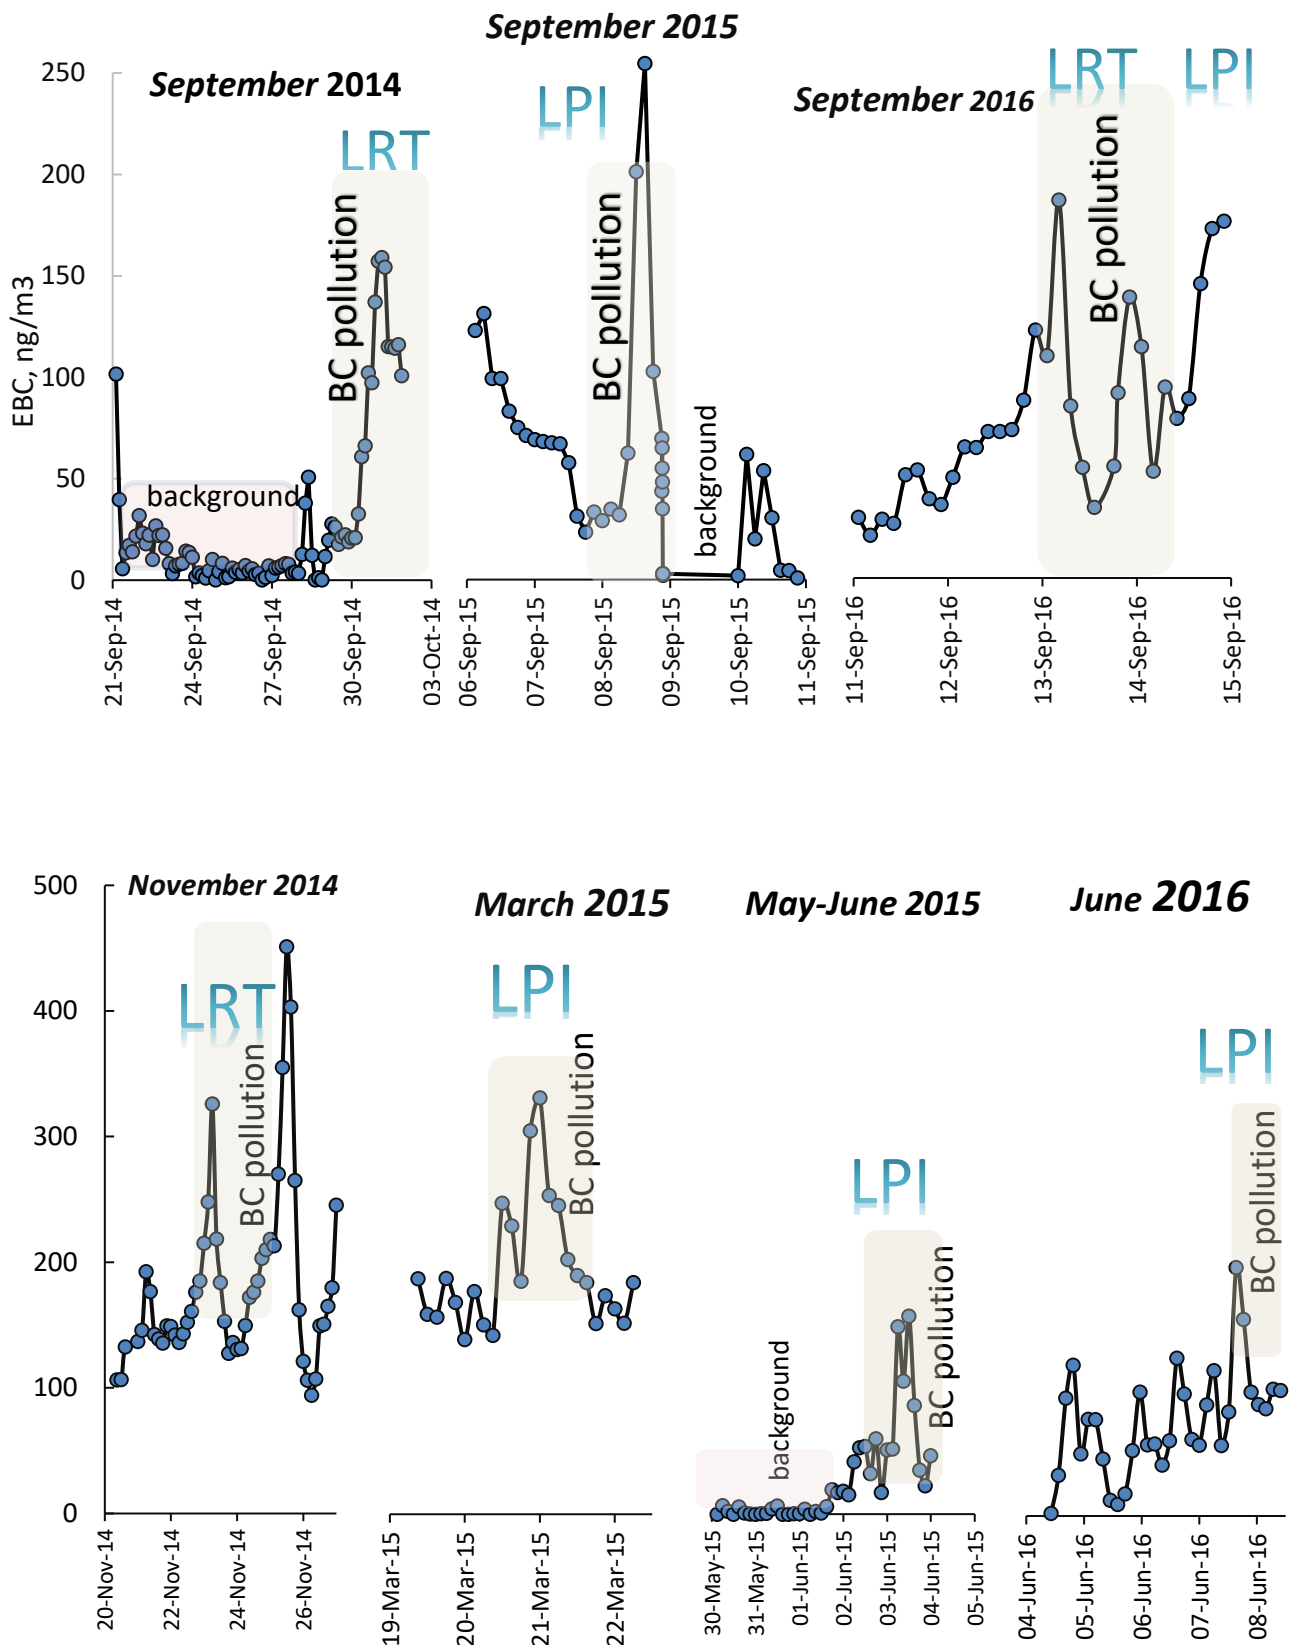 September 2015
September 2014
LRT
LPI
September 2016
LRT
LPI
EBC, ng/m3
250
200
150
100
50
0
BC pollution
BC pollution
BC pollution
background
background
21-Sep-14
24-Sep-14
27-Sep-14
30-Sep-14
03-Oct-14
06-Sep-15
07-Sep-15
08-Sep-15
09-Sep-15
10-Sep-15
11-Sep-15
11-Sep-16
12-Sep-16
13-Sep-16
14-Sep-16
15-Sep-16
November 2014
March 2015
May-June 2015
June 2016
LRT
LPI
LPI
LPI
500
400
300
200
100
0
BC pollution
BC pollution
background
BC pollution
BC pollution
20-Nov-14
22-Nov-14
24-Nov-14
26-Nov-14
19-Mar-15
20-Mar-15
21-Mar-15
22-Mar-15
30-May-15
31-May-15
01-Jun-15
02-Jun-15
03-Jun-15
04-Jun-15
05-Jun-15
04-Jun-16
05-Jun-16
06-Jun-16
07-Jun-16
08-Jun-16